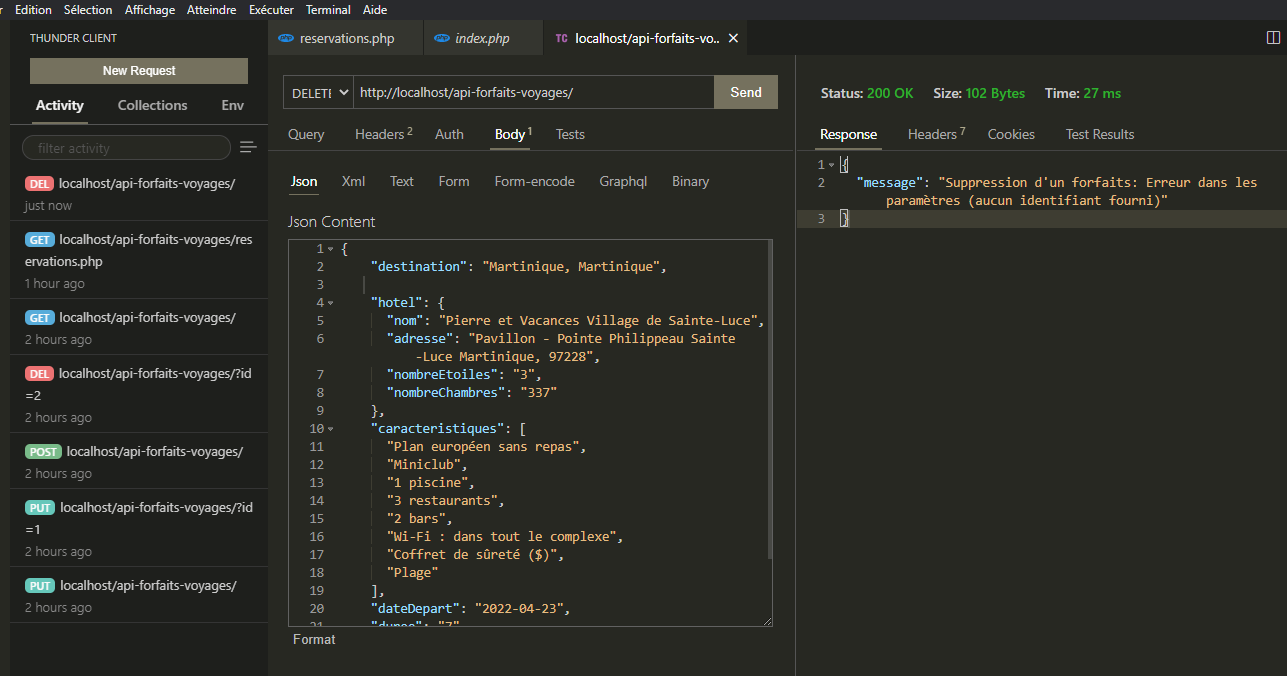 r Edition Sélection Affichage Atteindre Exécuter Terminal Aide
THUNDER CLIENT
New Request
Activity Collections Env
filter activity
DEL localhost/api-forfaits-voyages/
just now
GET localhost/api-forfaits-voyages/res
ervations.php
1 hour ago
GET localhost/api-forfaits-voyages/
2 hours ago
DEL localhost/api-forfaits-voyages/?id
=2
2 hours ago
POST localhost/api-forfaits-voyages/
2 hours ago
PUT localhost/api-forfaits-voyages/?id
=1
2 hours ago
PUT localhost/api-forfaits-voyages/
2 hours ago
php reservations.php php index.php TC localhost/api-forfaits-vo..
DELETE http://localhost/api-forfaits-voyages/ Send
Query Headers 2 Auth Body 1 Tests
Json Xml Text Form Form-encode Graphql Binary
Json Content
1 {
2 "destination": "Martinique, Martinique",
3
4 "hotel": {
5 "nom": "Pierre et Vacances Village de Sainte-Luce",
6 "adresse": "Pavillon - Pointe Philippeau Sainte
-Luce Martinique, 97228",
7 "nombreEtoiles": "3",
8 "nombreChambres": "337"
9 },
10 "caracteristiques": [
11 "Plan européen sans repas",
12 "Miniclub",
13 "1 piscine",
14 "3 restaurants",
15 "2 bars",
16 "Wi-Fi : dans tout le complexe",
17 "Coffret de sûreté ($)",
18 "Plage"
19 ],
20 "dateDepart": "2022-04-23",
21 "duree": "7"
Format
Status: 200 OK Size: 102 Bytes Time: 27 ms
Response Headers 7 Cookies Test Results
1 {
2 "message": "Suppression d'un forfaits: Erreur dans les
paramètres (aucun identifiant fourni)"
3 }